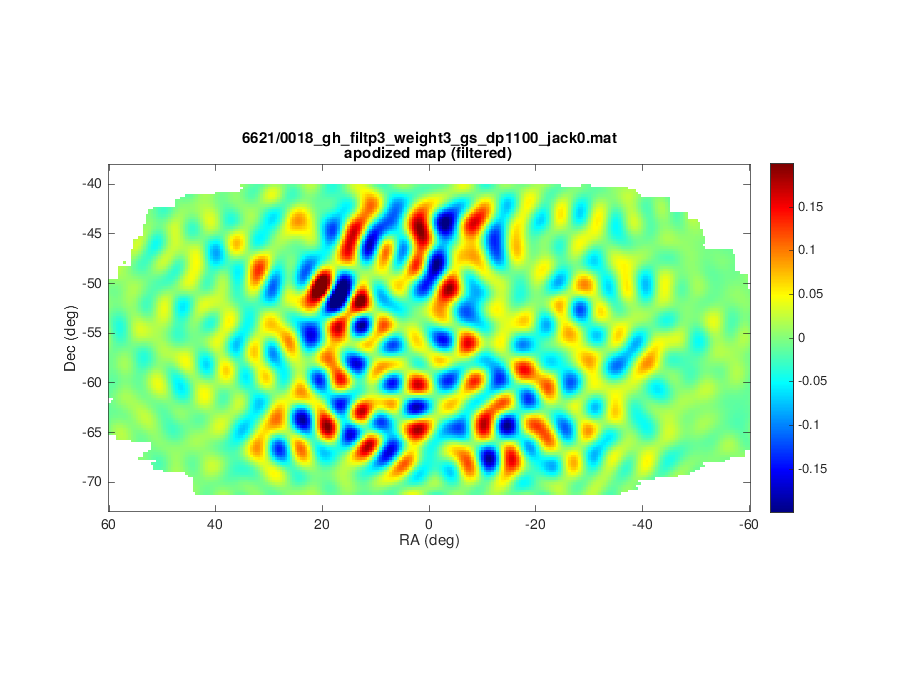 6621/0018_gh_filtp3_weight3_gs_dp1100_jack0.mat
apodized map (filtered)
-40
-45
-50
-55
-60
-65
-70
Dec (deg)
60 40 20 0 -20 -40 -60
RA (deg)
0.15
0.1
0.05
0
-0.05
-0.1
-0.15